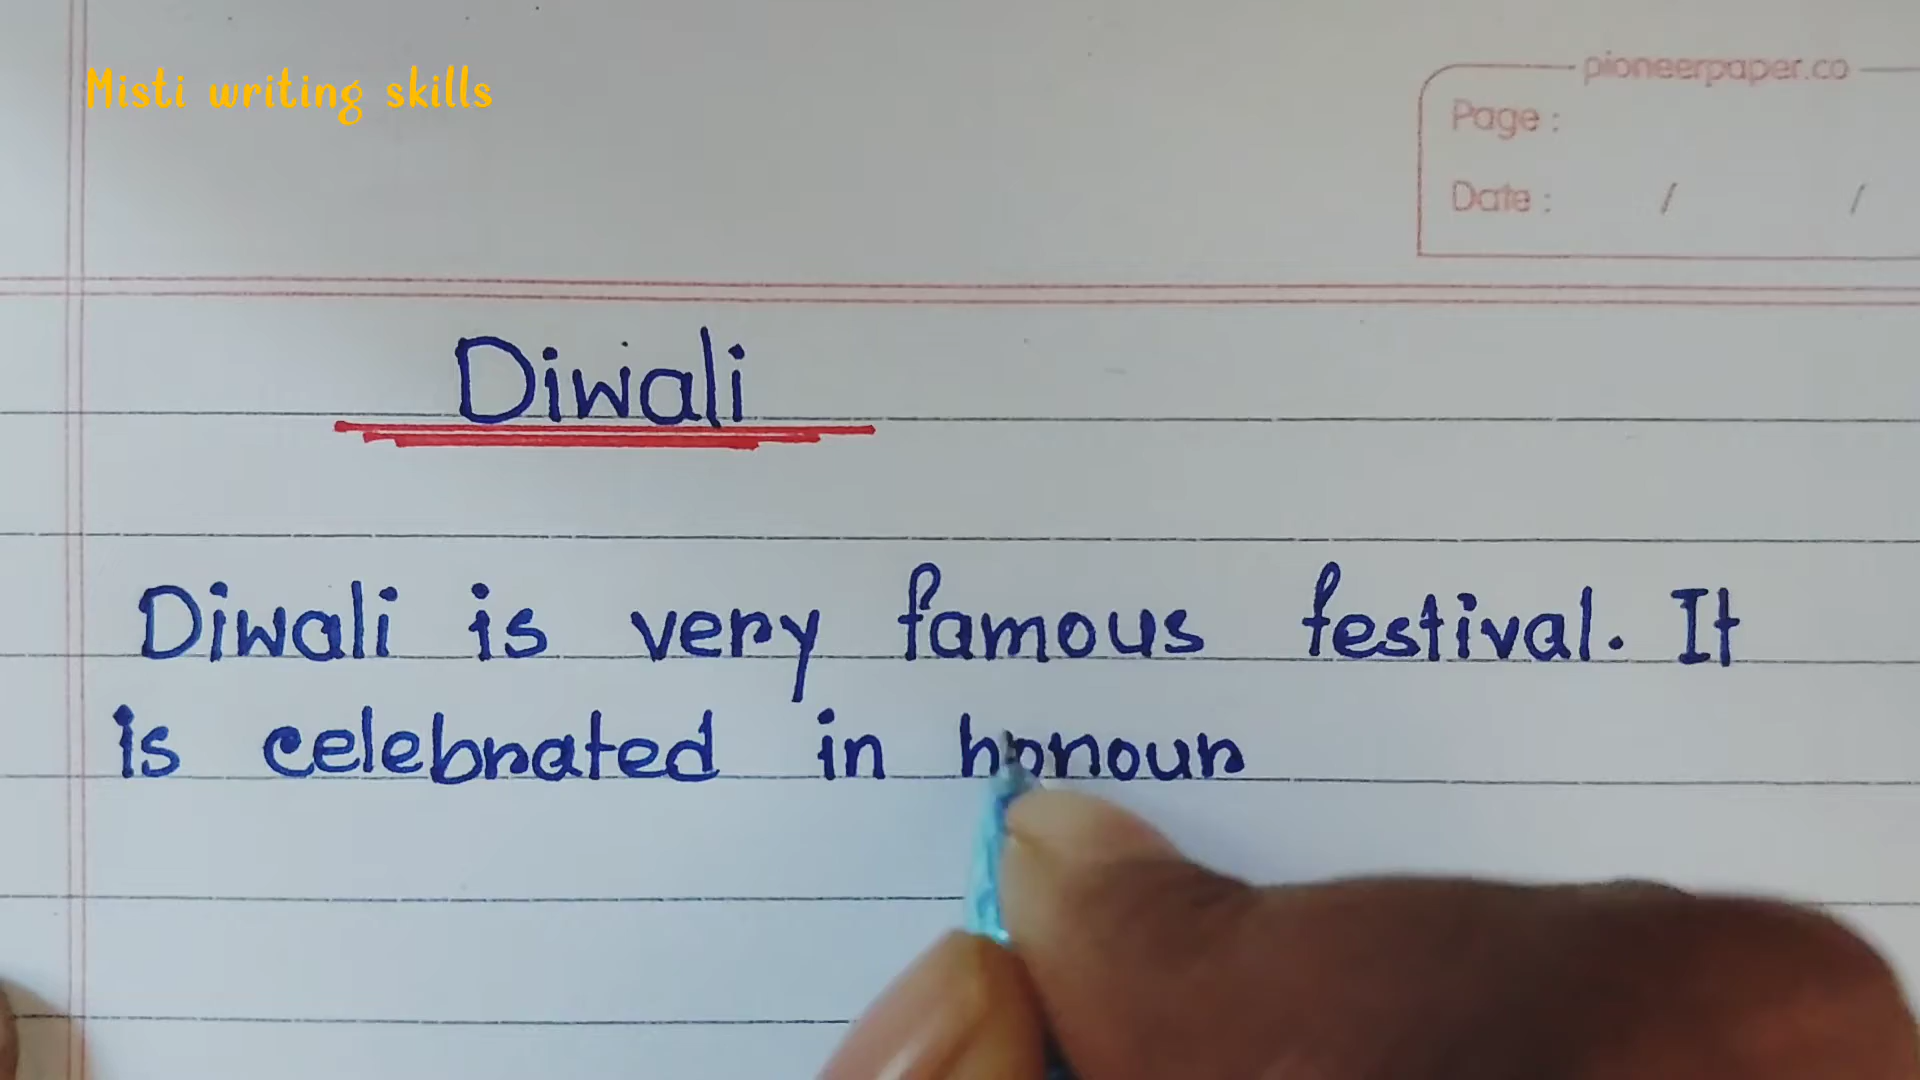 Misti writing skills
pioneerpaper.co
Page :
Date : / /
Diwali
Diwali is very famous festival. It
is celebrated in honour